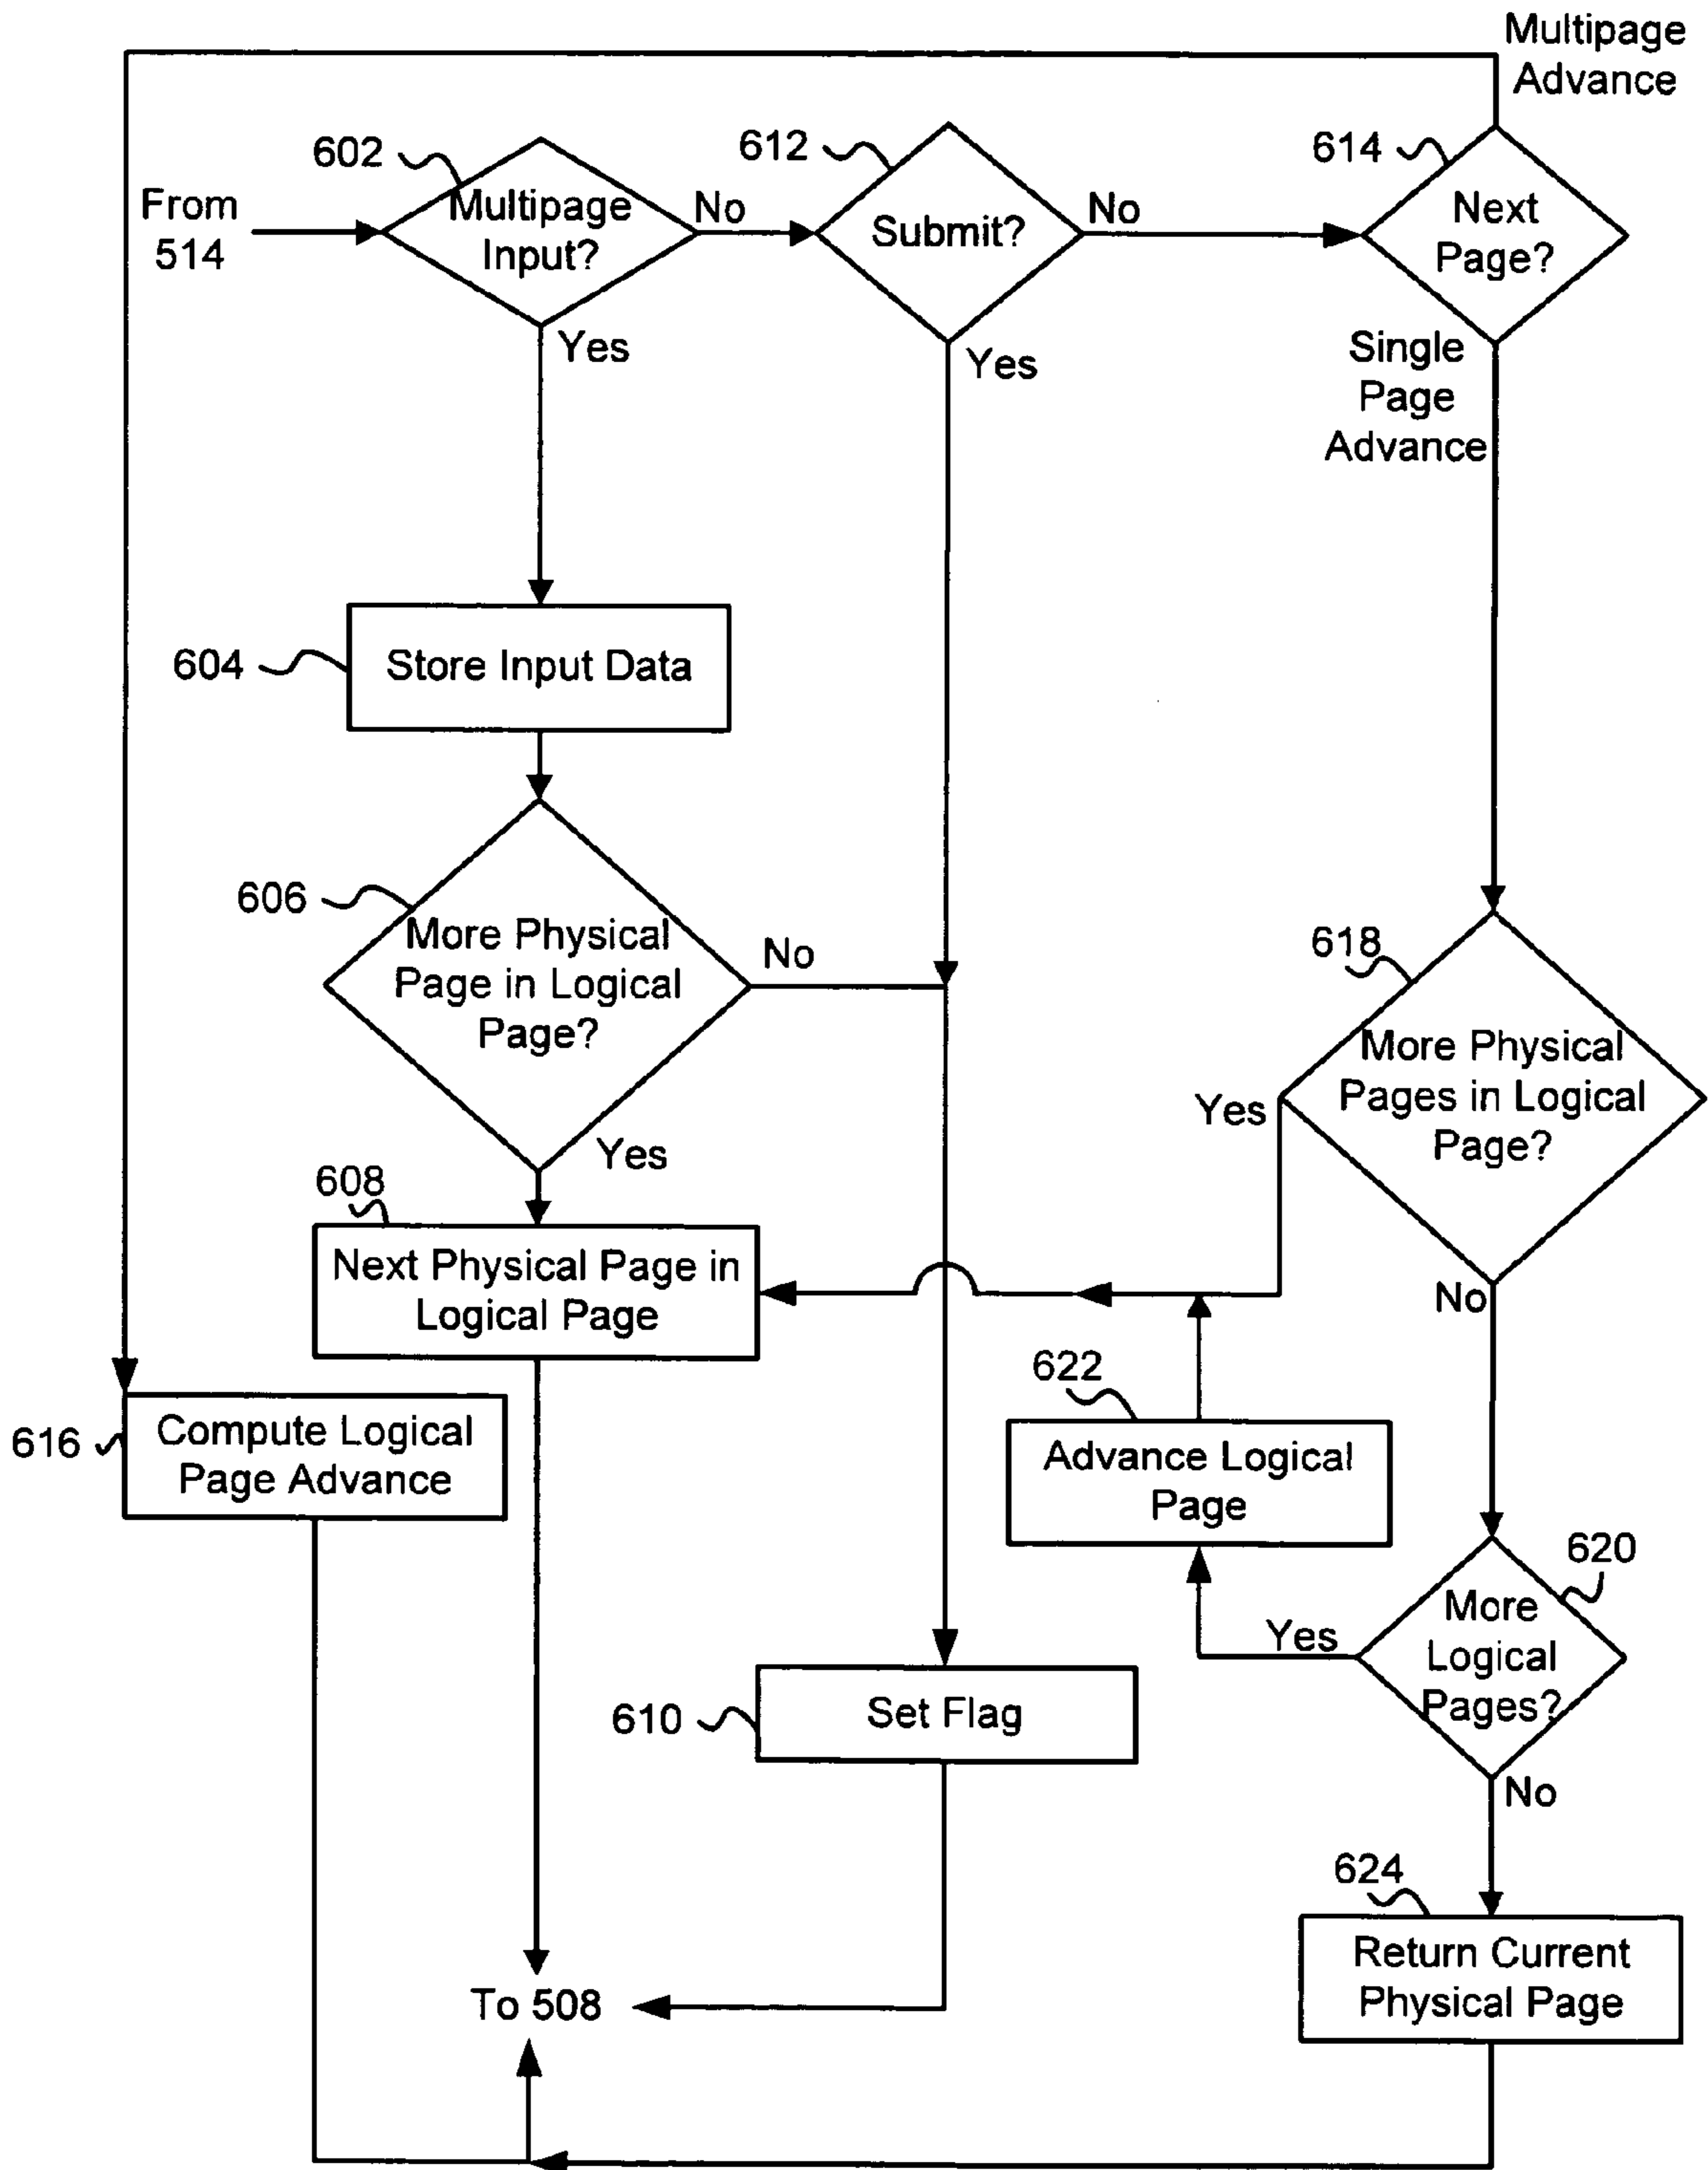 Multipage
Advance
602
612
614
From
514
Multipage
Input?
No
Submit?
No
Next
Page?
Yes
Yes
Single
Page
Advance
604
Store Input Data
606
More Physical
Page in Logical
Page?
No
618
More Physical
Pages in Logical
Page?
Yes
Yes
608
Next Physical Page in
Logical Page
No
622
616
Compute Logical
Page Advance
Advance Logical
Page
620
More
Logical
Pages?
Yes
610
Set Flag
No
624
Return Current
Physical Page
To 508